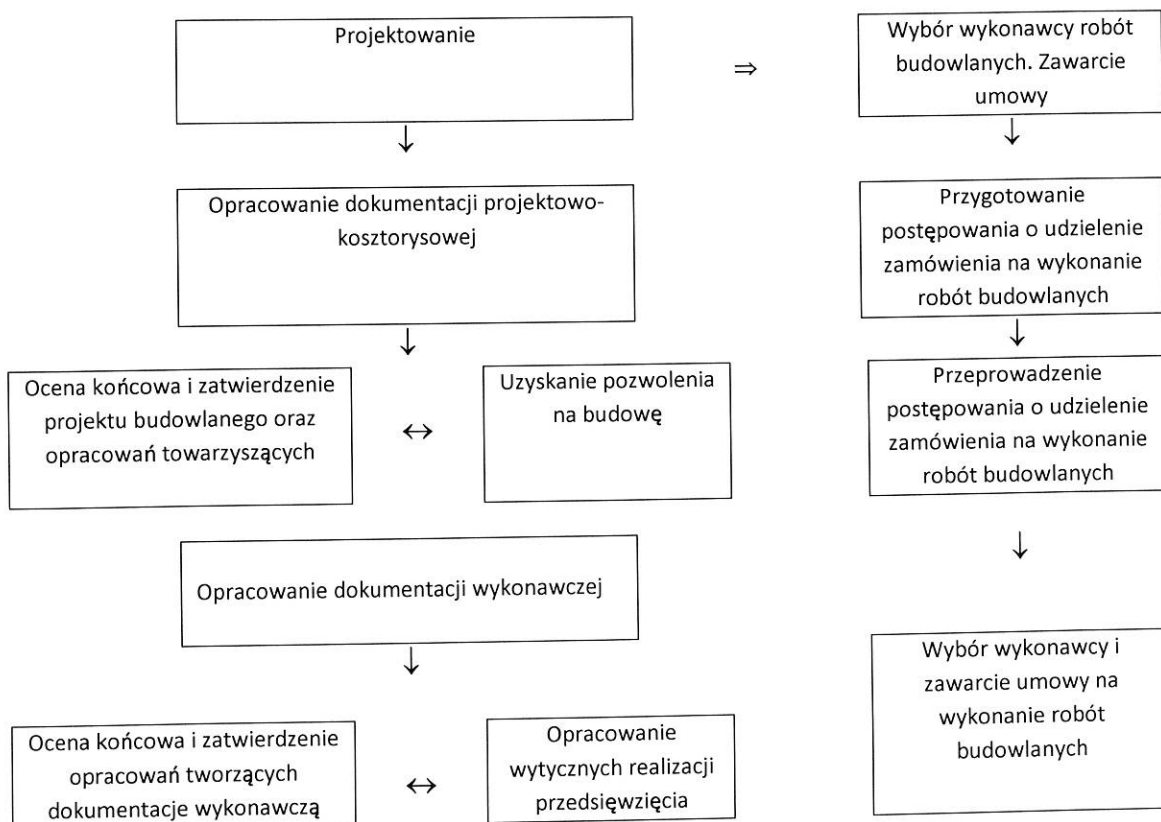 Projektowanie
⇒
Wybór wykonawcy robót
budowlanych. Zawarcie
umowy
↓
↓
Opracowanie dokumentacji projektowo-
kosztorysowej
Przygotowanie
postępowania o udzielenie
zamówienia na wykonanie
robót budowlanych
↓
↓
Ocena końcowa i zatwierdzenie
projektu budowlanego oraz
opracowań towarzyszących
↔
Uzyskanie pozwolenia
na budowę
Przeprowadzenie
postępowania o udzielenie
zamówienia na wykonanie
robót budowlanych
↓
Opracowanie dokumentacji wykonawczej
↓
Wybór wykonawcy i
zawarcie umowy na
wykonanie robót
budowlanych
Ocena końcowa i zatwierdzenie
opracowań tworzących
dokumentacje wykonawczą
↔
Opracowanie
wytycznych realizacji
przedsięwzięcia